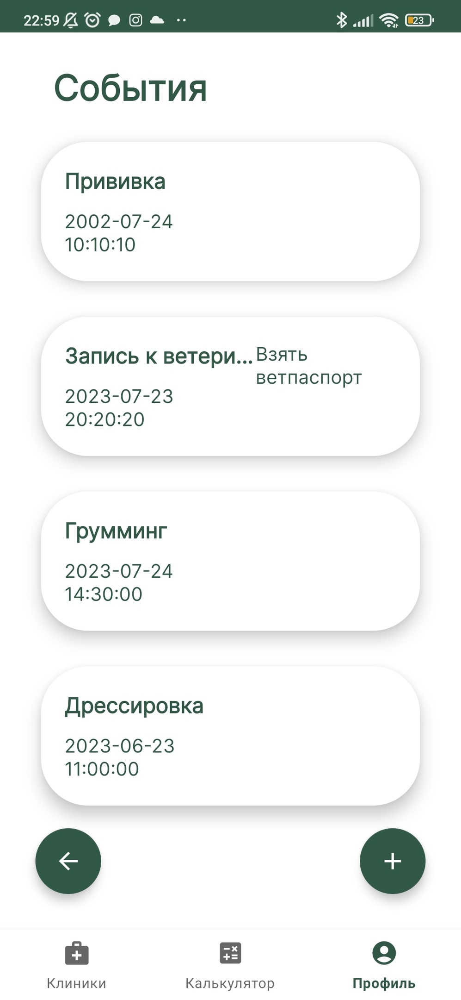 22:59
23
События
Прививка
2002-07-24
10:10:10
Запись к ветери...
Взять
ветпаспорт
2023-07-23
20:20:20
Грумминг
2023-07-24
14:30:00
Дрессировка
2023-06-23
11:00:00
Клиники
Калькулятор
Профиль